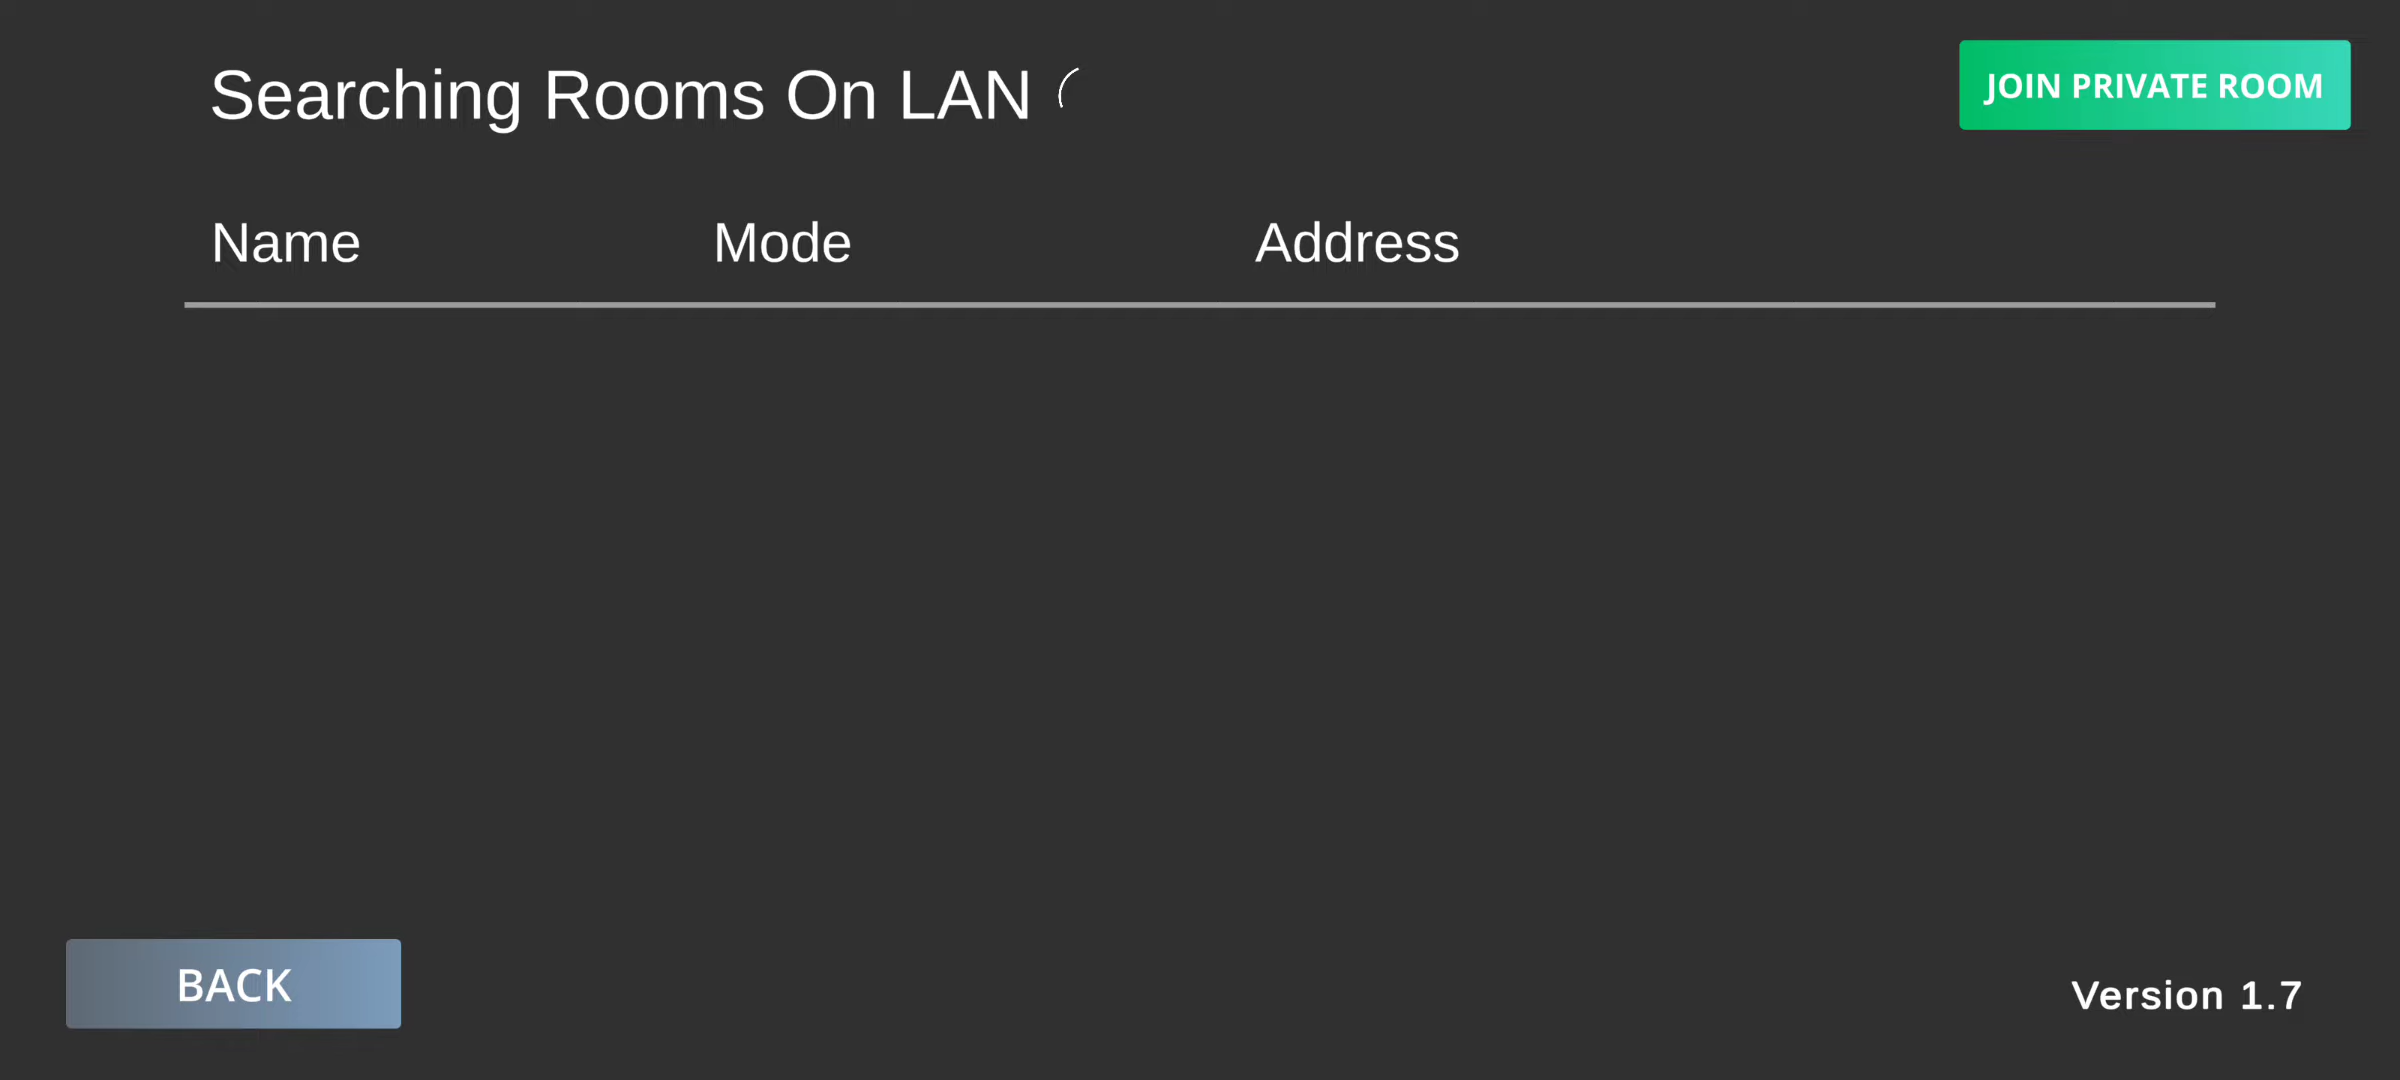 Searching Rooms On LAN
JOIN PRIVATE ROOM
Name Mode Address
BACK
Version 1.7